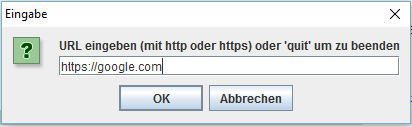 Eingabe
URL eingeben (mit http oder https) oder 'quit' um zu beenden
https://google.com
OK Abbrechen